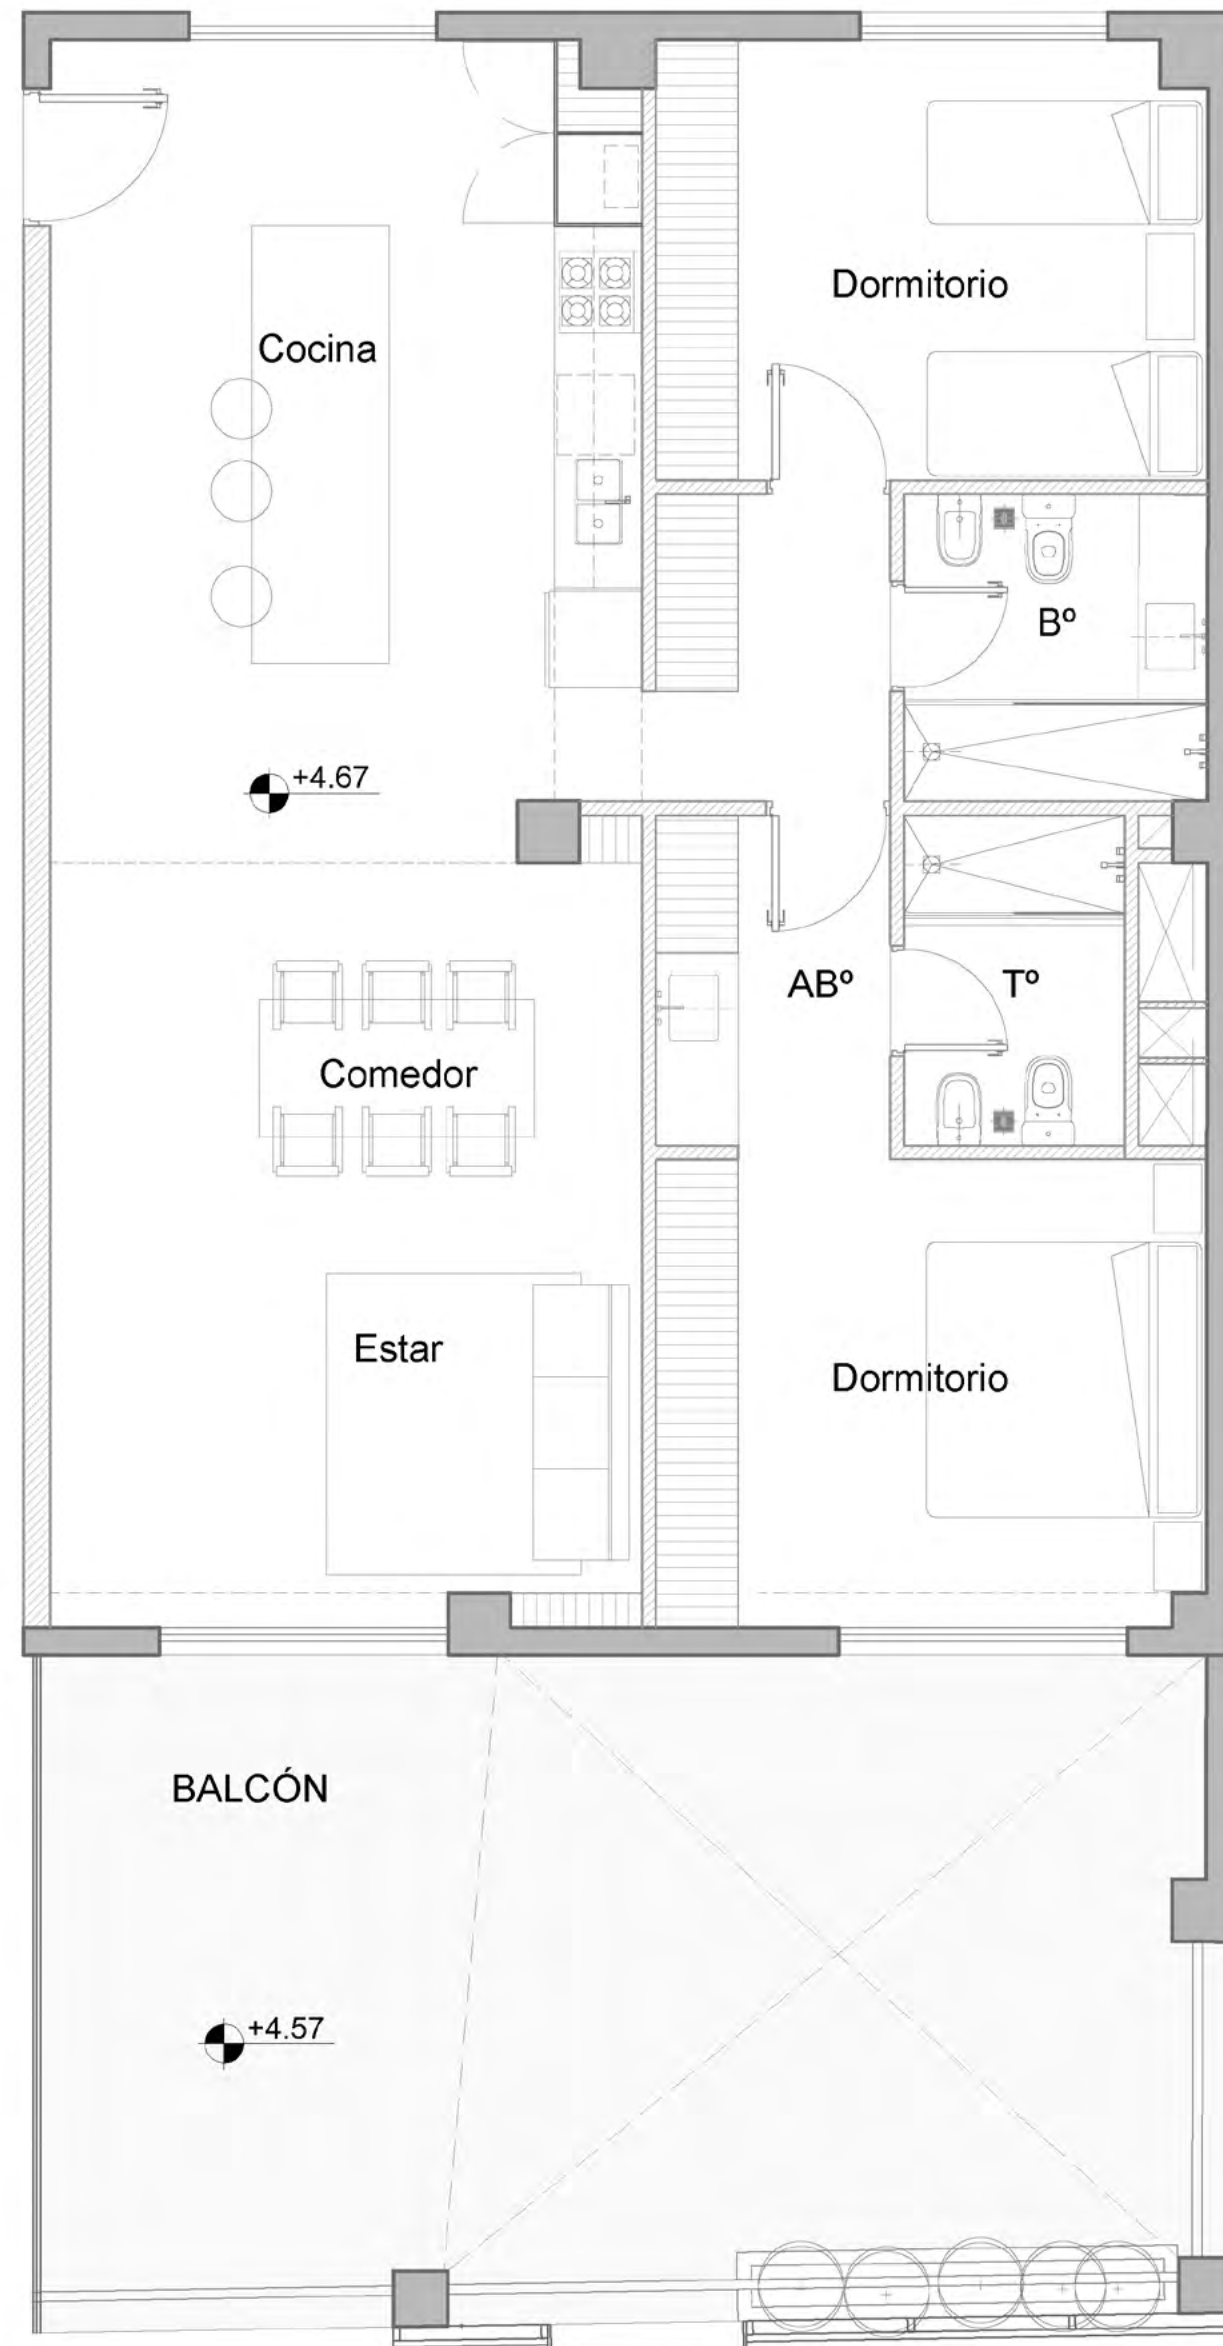 Dormitorio
Cocina
Bº
+4.67
ABº
Tº
Comedor
Estar
Dormitorio
BALCÓN
+4.57